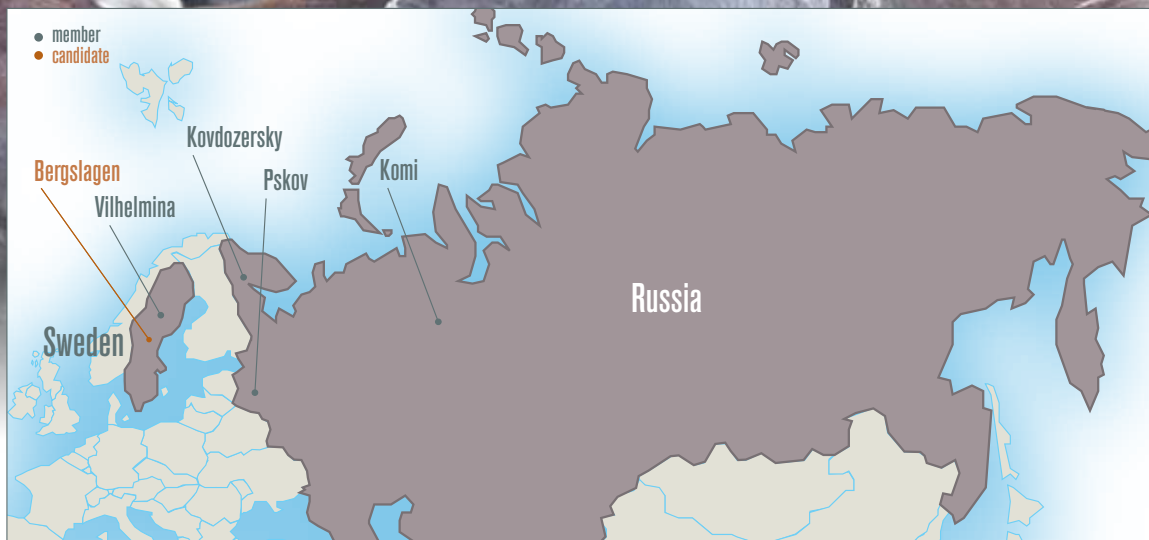 member
candidate
Kovdozersky
Bergslagen
Pskov
Komi
Vilhelmina
Russia
Sweden